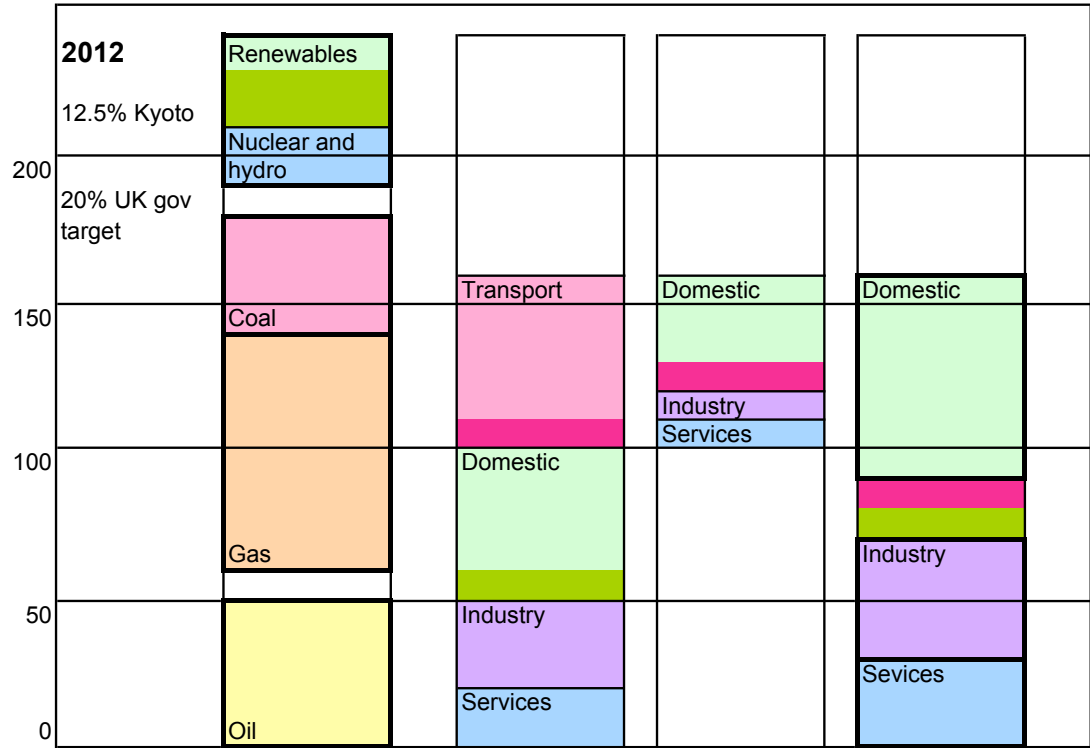 2012
Renewables
12.5% Kyoto
Nuclear and
hydro
200
20% UK gov
target
Transport
Domestic
Domestic
150
Coal
Industry
Services
100
Domestic
Gas
Industry
50
Industry
Sevices
Services
0
Oil